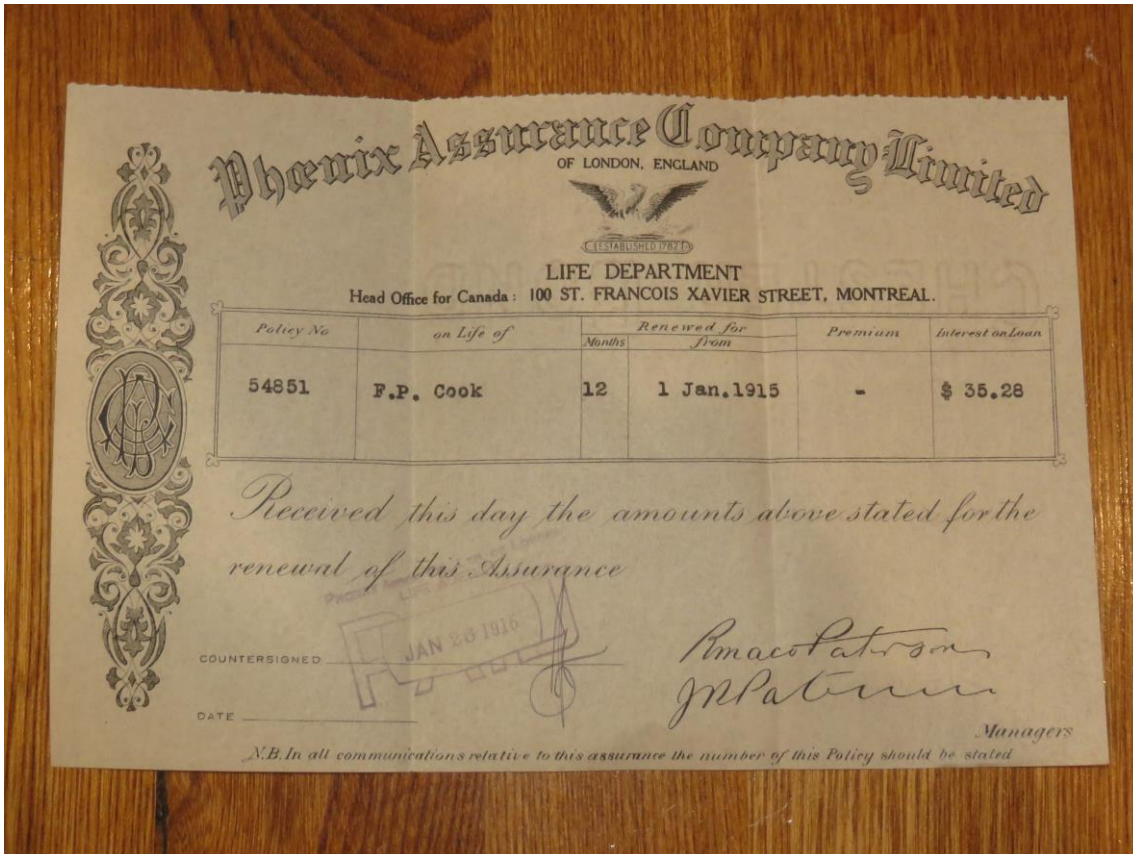 Phœnix Assurance Company Limited
OF LONDON, ENGLAND
ESTABLISHED 1782
LIFE DEPARTMENT
Head Office for Canada: 100 ST. FRANCOIS XAVIER STREET, MONTREAL.
Policy No on Life of Renewed for Premium Interest on Loan
Months from
54851 F.P. Cook 12 1 Jan.1915 - $ 35.28
Received this day the amounts above stated for the
renewal of this Assurance
JAN 26 1915
COUNTERSIGNED
DATE
Managers
N.B. In all communications relative to this assurance the number of this Policy should be stated